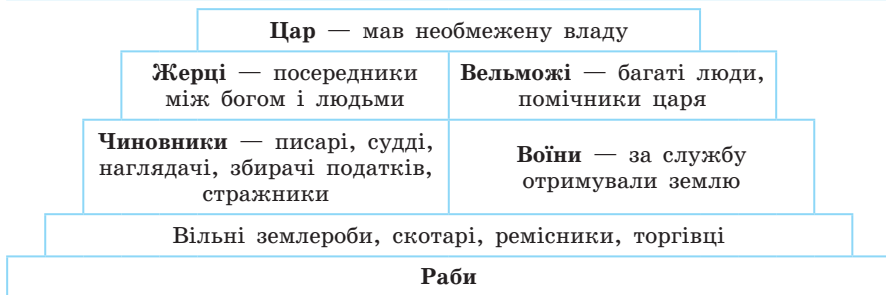 Цар — мав необмежену владу
Жерці — посередники
між богом і людьми
Вельможі — багаті люди,
помічники царя
Чиновники — писарі, судді,
наглядачі, збирачі податків,
стражники
Воїни — за службу
отримували землю
Вільні землероби, скотарі, ремісники, торгівці
Раби